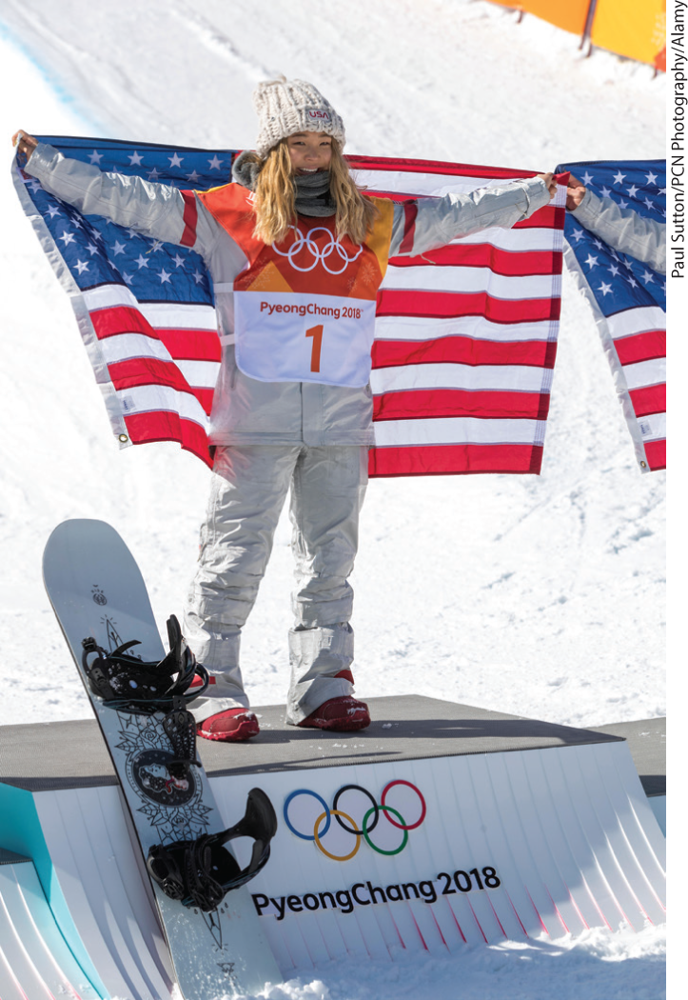 Paul Sutton/PCN Photography/Alamy
USA
PyeongChang 2018
1
PyeongChang 2018